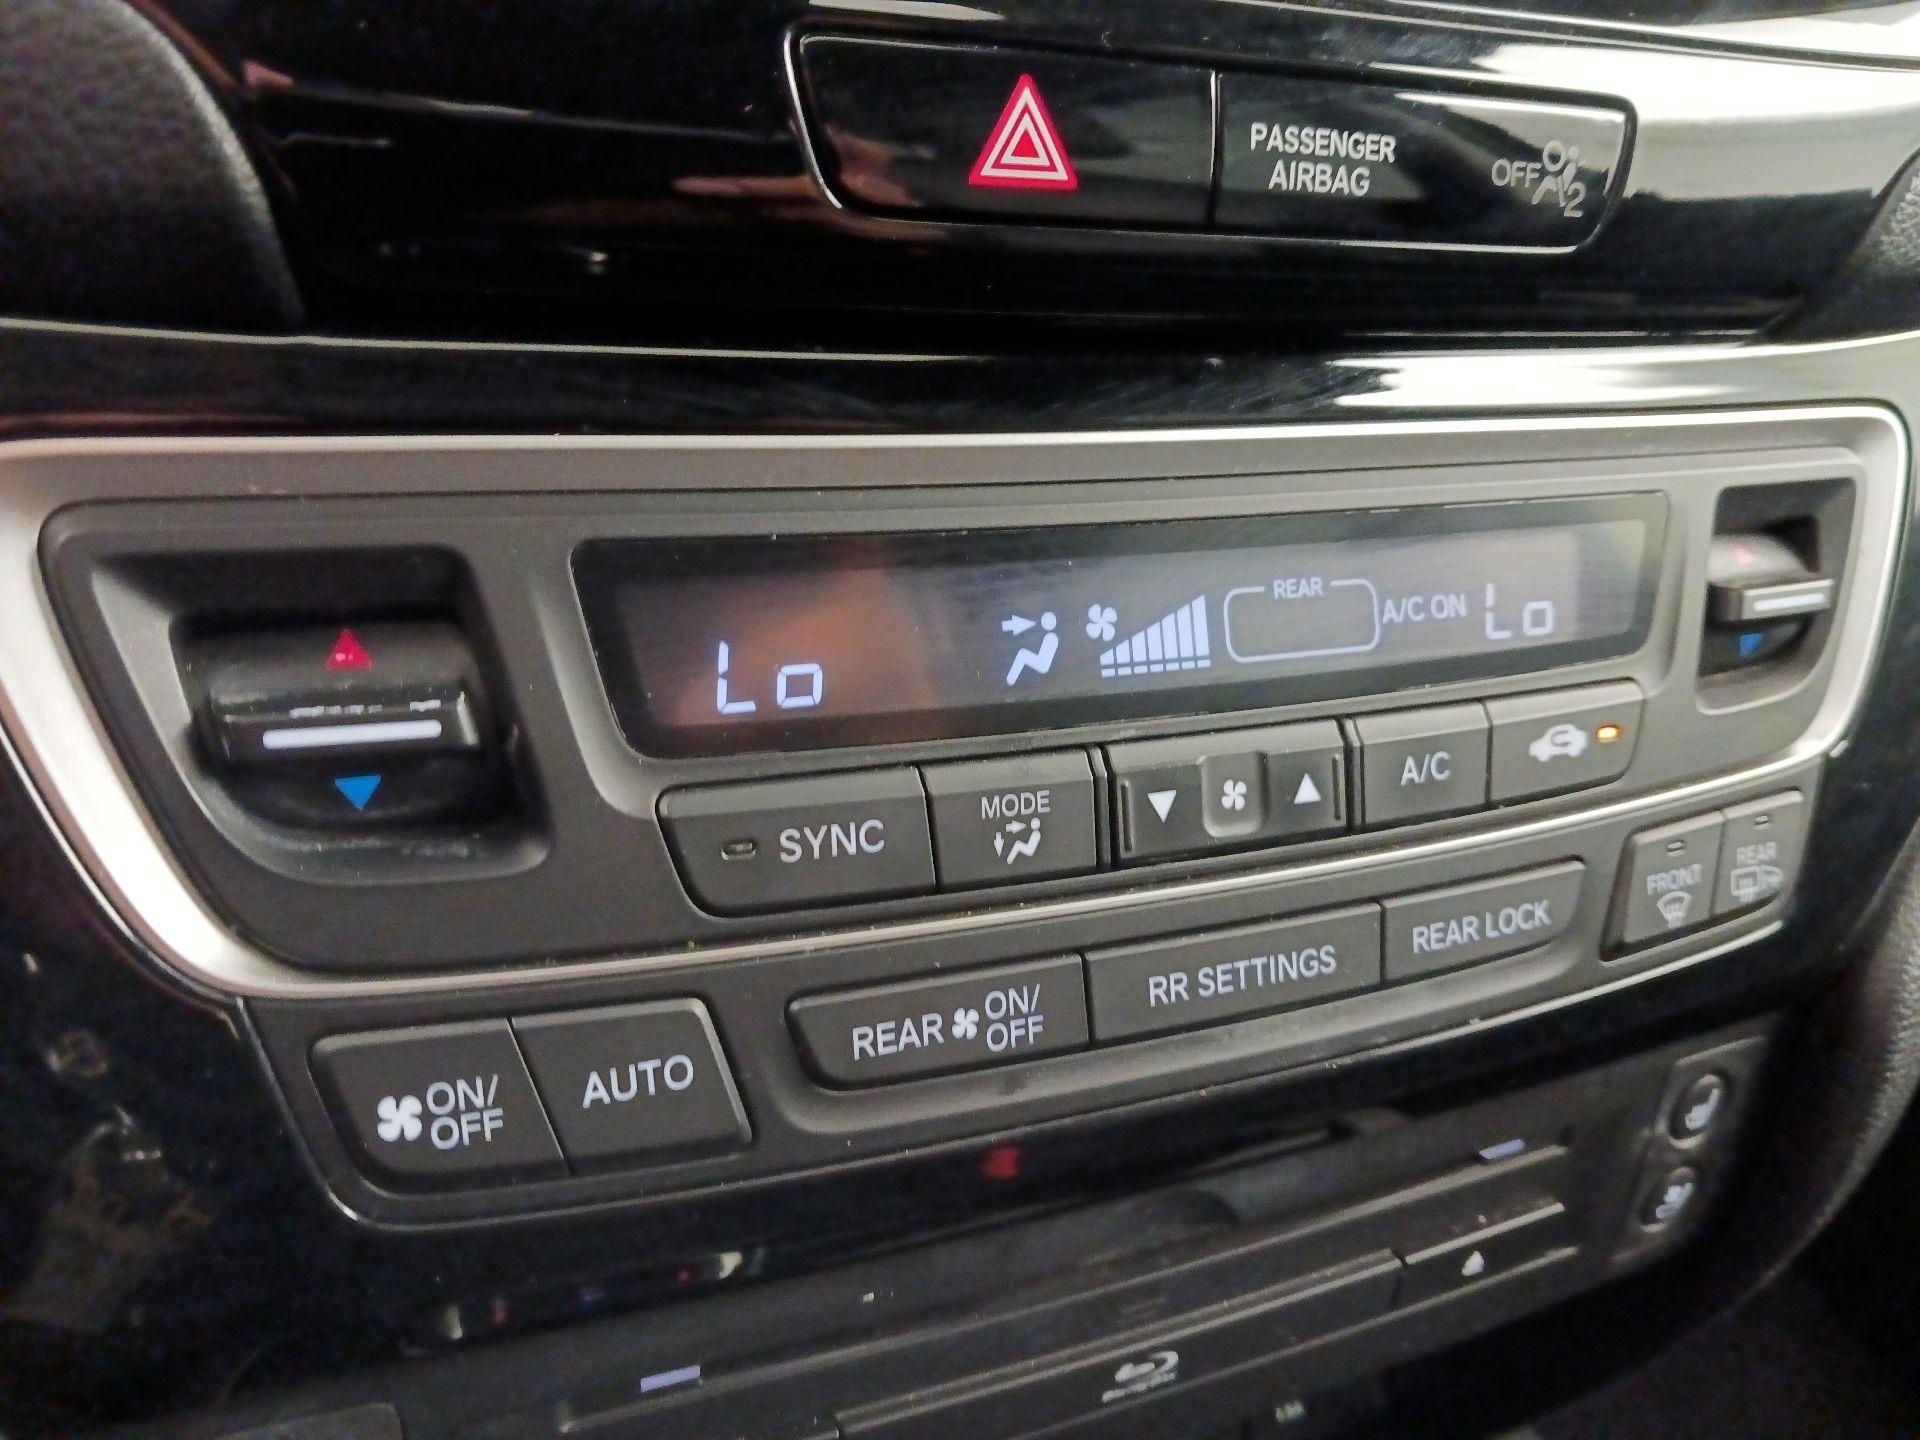 PASSENGER
AIRBAG
OFF
2
Lo
REAR
A/C ON
Lo
SYNC
MODE
A/C
FRONT
REAR
ON/
OFF
AUTO
REAR
ON/
OFF
RR SETTINGS
REAR LOCK